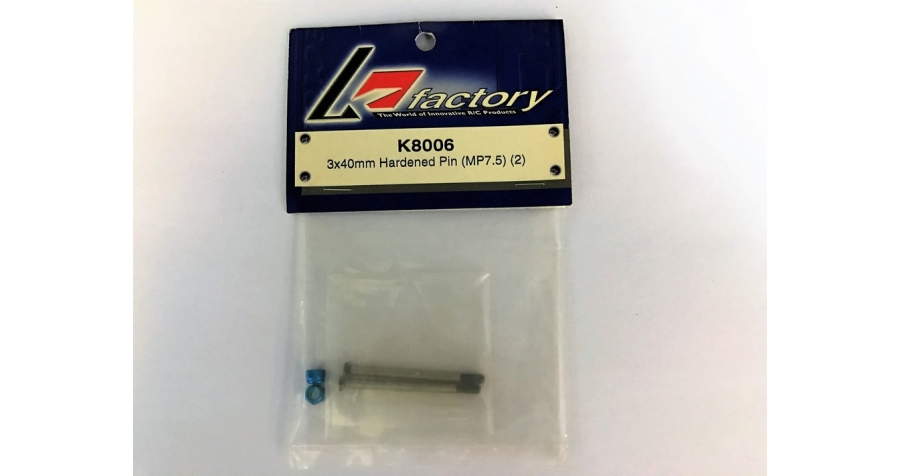 K factory
The World of Innovative R/C Products
K8006
3x40mm Hardened Pin (MP7.5) (2)